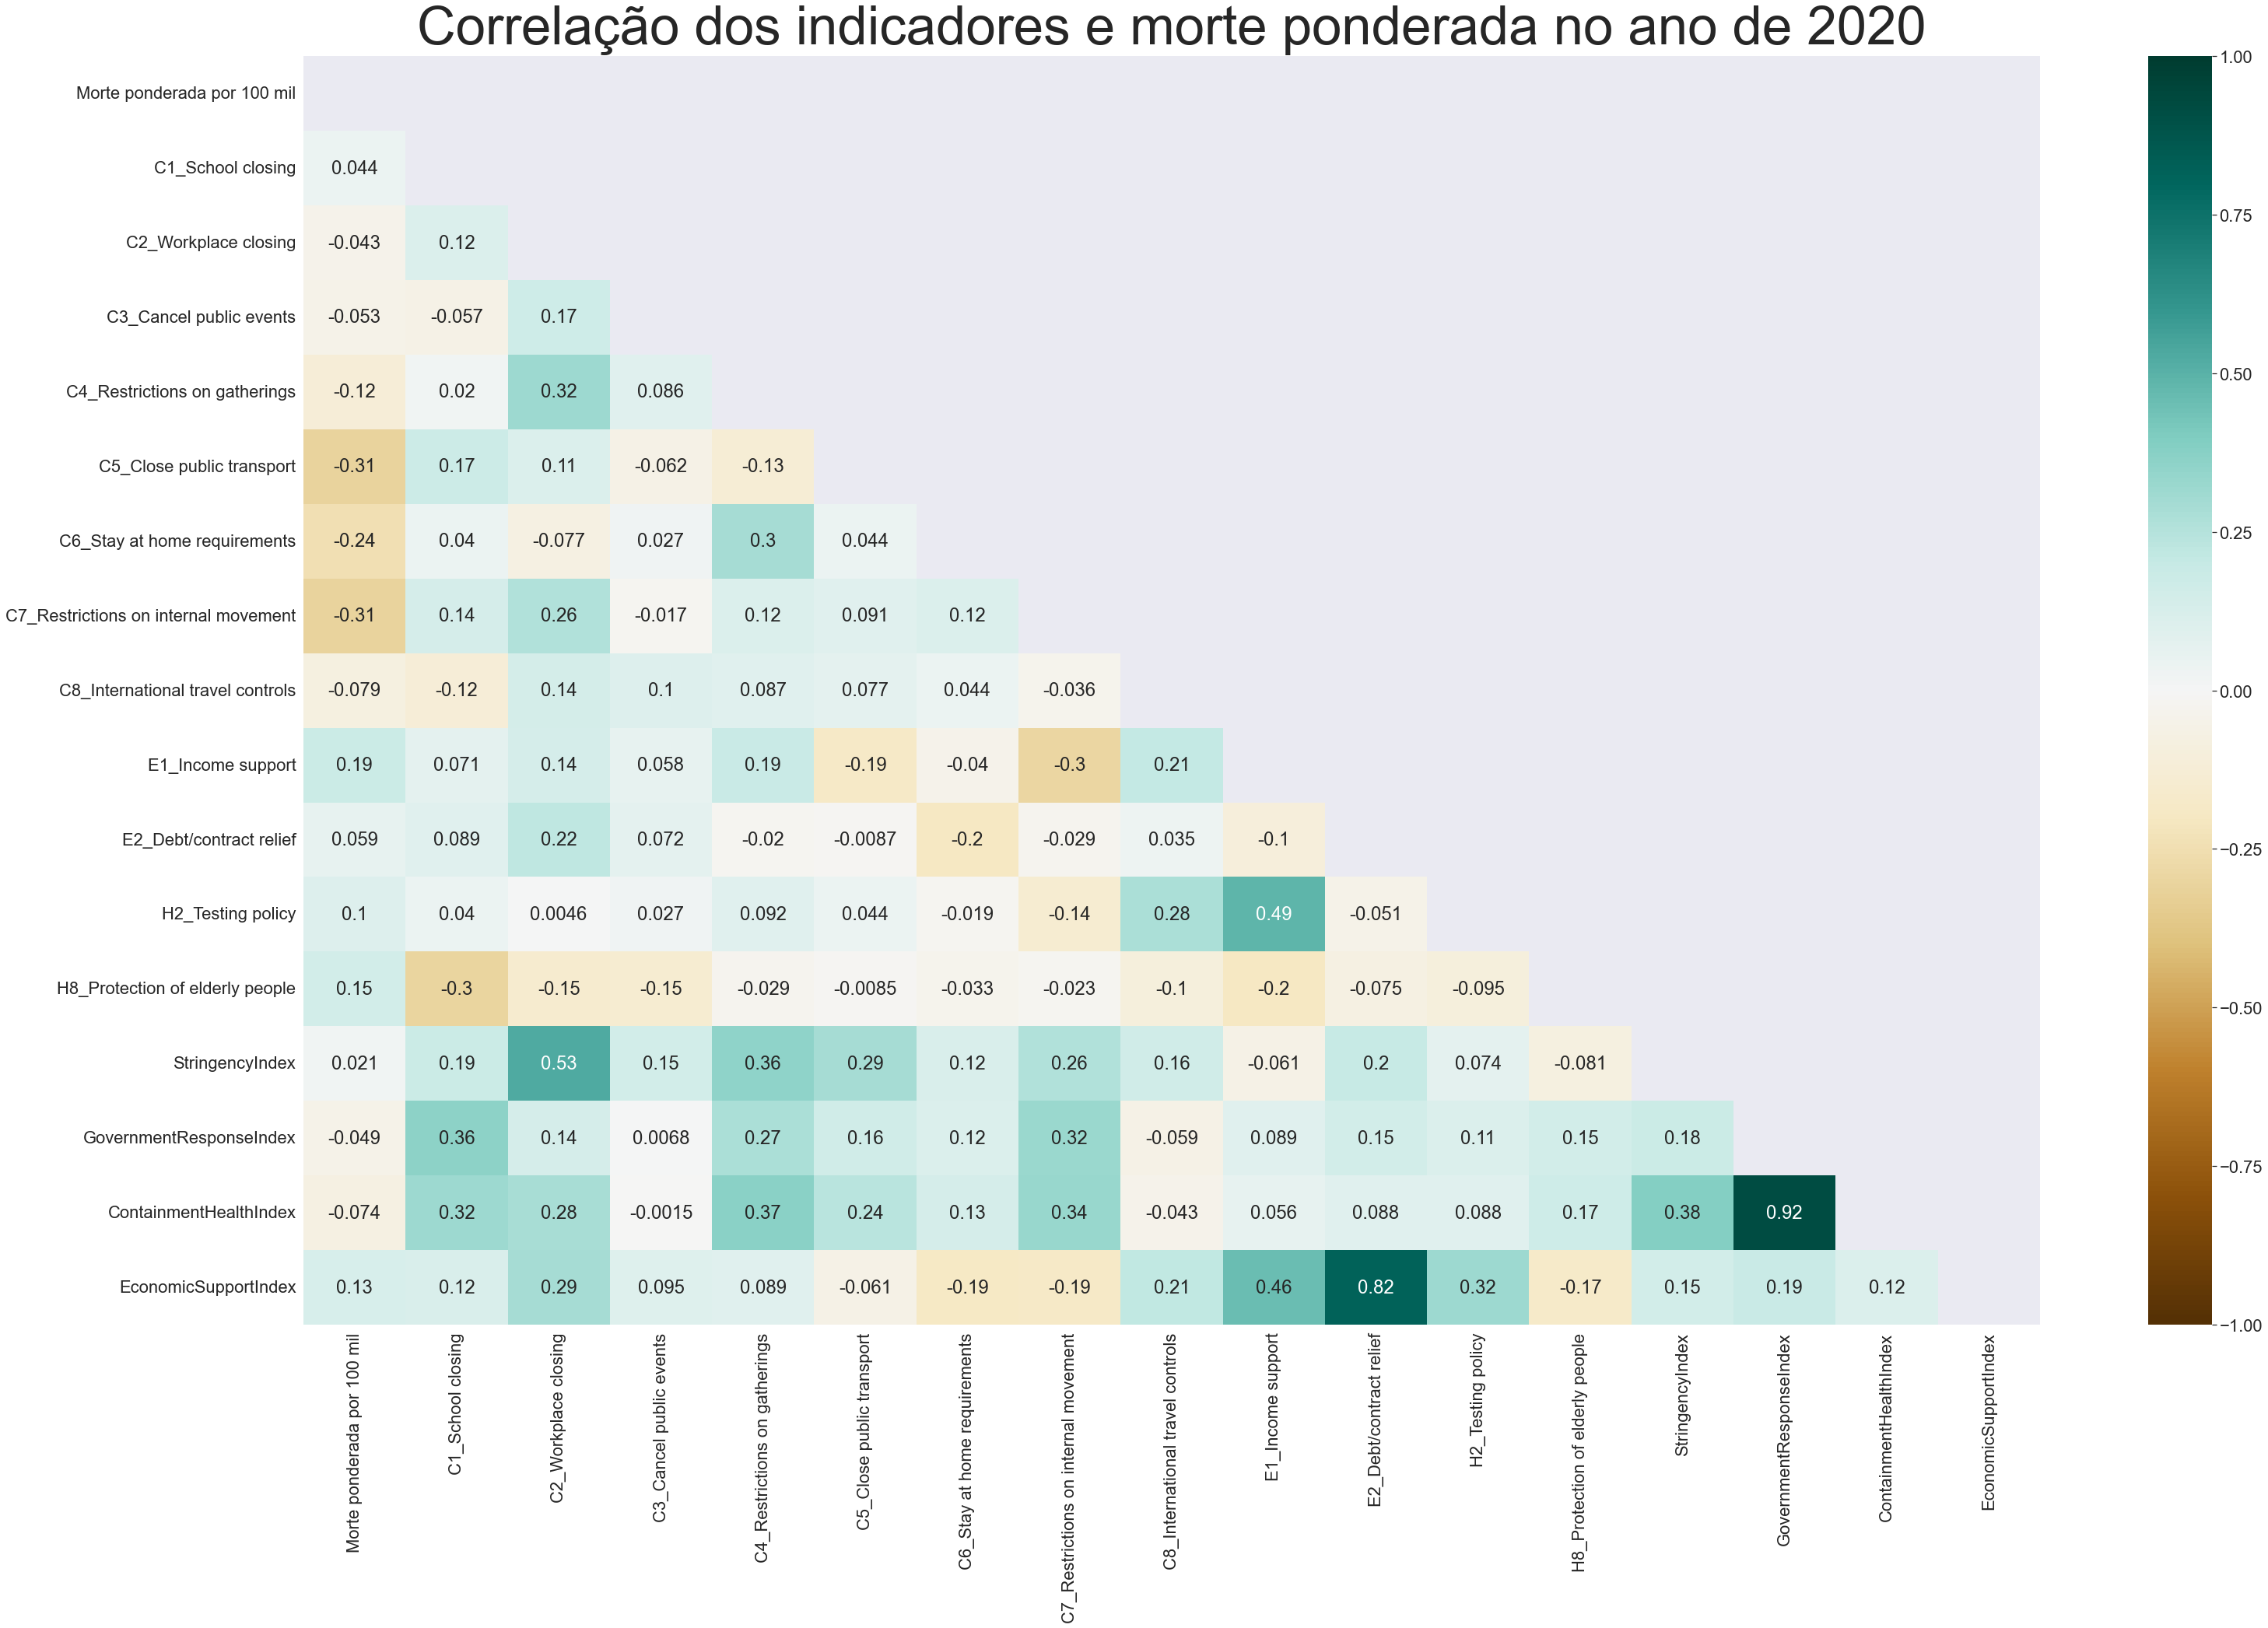 Correlação dos indicadores e morte ponderada no ano de 2020
Morte ponderada por 100 mil
C1_School closing 0.044
C2_Workplace closing -0.043 0.12
C3_Cancel public events -0.053 -0.057 0.17
C4_Restrictions on gatherings -0.12 0.02 0.32 0.086
C5_Close public transport -0.31 0.17 0.11 -0.062 -0.13
C6_Stay at home requirements -0.24 0.04 -0.077 0.027 0.3 0.044
C7_Restrictions on internal movement -0.31 0.14 0.26 -0.017 0.12 0.091 0.12
C8_International travel controls -0.079 -0.12 0.14 0.1 0.087 0.077 0.044 -0.036
E1_Income support 0.19 0.071 0.14 0.058 0.19 -0.19 -0.04 -0.3 0.21
E2_Debt/contract relief 0.059 0.089 0.22 0.072 -0.02 -0.0087 -0.2 -0.029 0.035 -0.1
H2_Testing policy 0.1 0.04 0.0046 0.027 0.092 0.044 -0.019 -0.14 0.28 0.49 -0.051
H8_Protection of elderly people 0.15 -0.3 -0.15 -0.15 -0.029 -0.0085 -0.033 -0.023 -0.1 -0.2 -0.075 -0.095
StringencyIndex 0.021 0.19 0.53 0.15 0.36 0.29 0.12 0.26 0.16 -0.061 0.2 0.074 -0.081
GovernmentResponseIndex -0.049 0.36 0.14 0.0068 0.27 0.16 0.12 0.32 -0.059 0.089 0.15 0.11 0.15 0.18
ContainmentHealthIndex -0.074 0.32 0.28 -0.0015 0.37 0.24 0.13 0.34 -0.043 0.056 0.088 0.088 0.17 0.38 0.92
EconomicSupportIndex 0.13 0.12 0.29 0.095 0.089 -0.061 -0.19 -0.19 0.21 0.46 0.82 0.32 -0.17 0.15 0.19 0.12
Morte ponderada por 100 mil
C1_School closing
C2_Workplace closing
C3_Cancel public events
C4_Restrictions on gatherings
C5_Close public transport
C6_Stay at home requirements
C7_Restrictions on internal movement
C8_International travel controls
E1_Income support
E2_Debt/contract relief
H2_Testing policy
H8_Protection of elderly people
StringencyIndex
GovernmentResponseIndex
ContainmentHealthIndex
EconomicSupportIndex
1.00
0.75
0.50
0.25
0.00
−0.25
−0.50
−0.75
−1.00